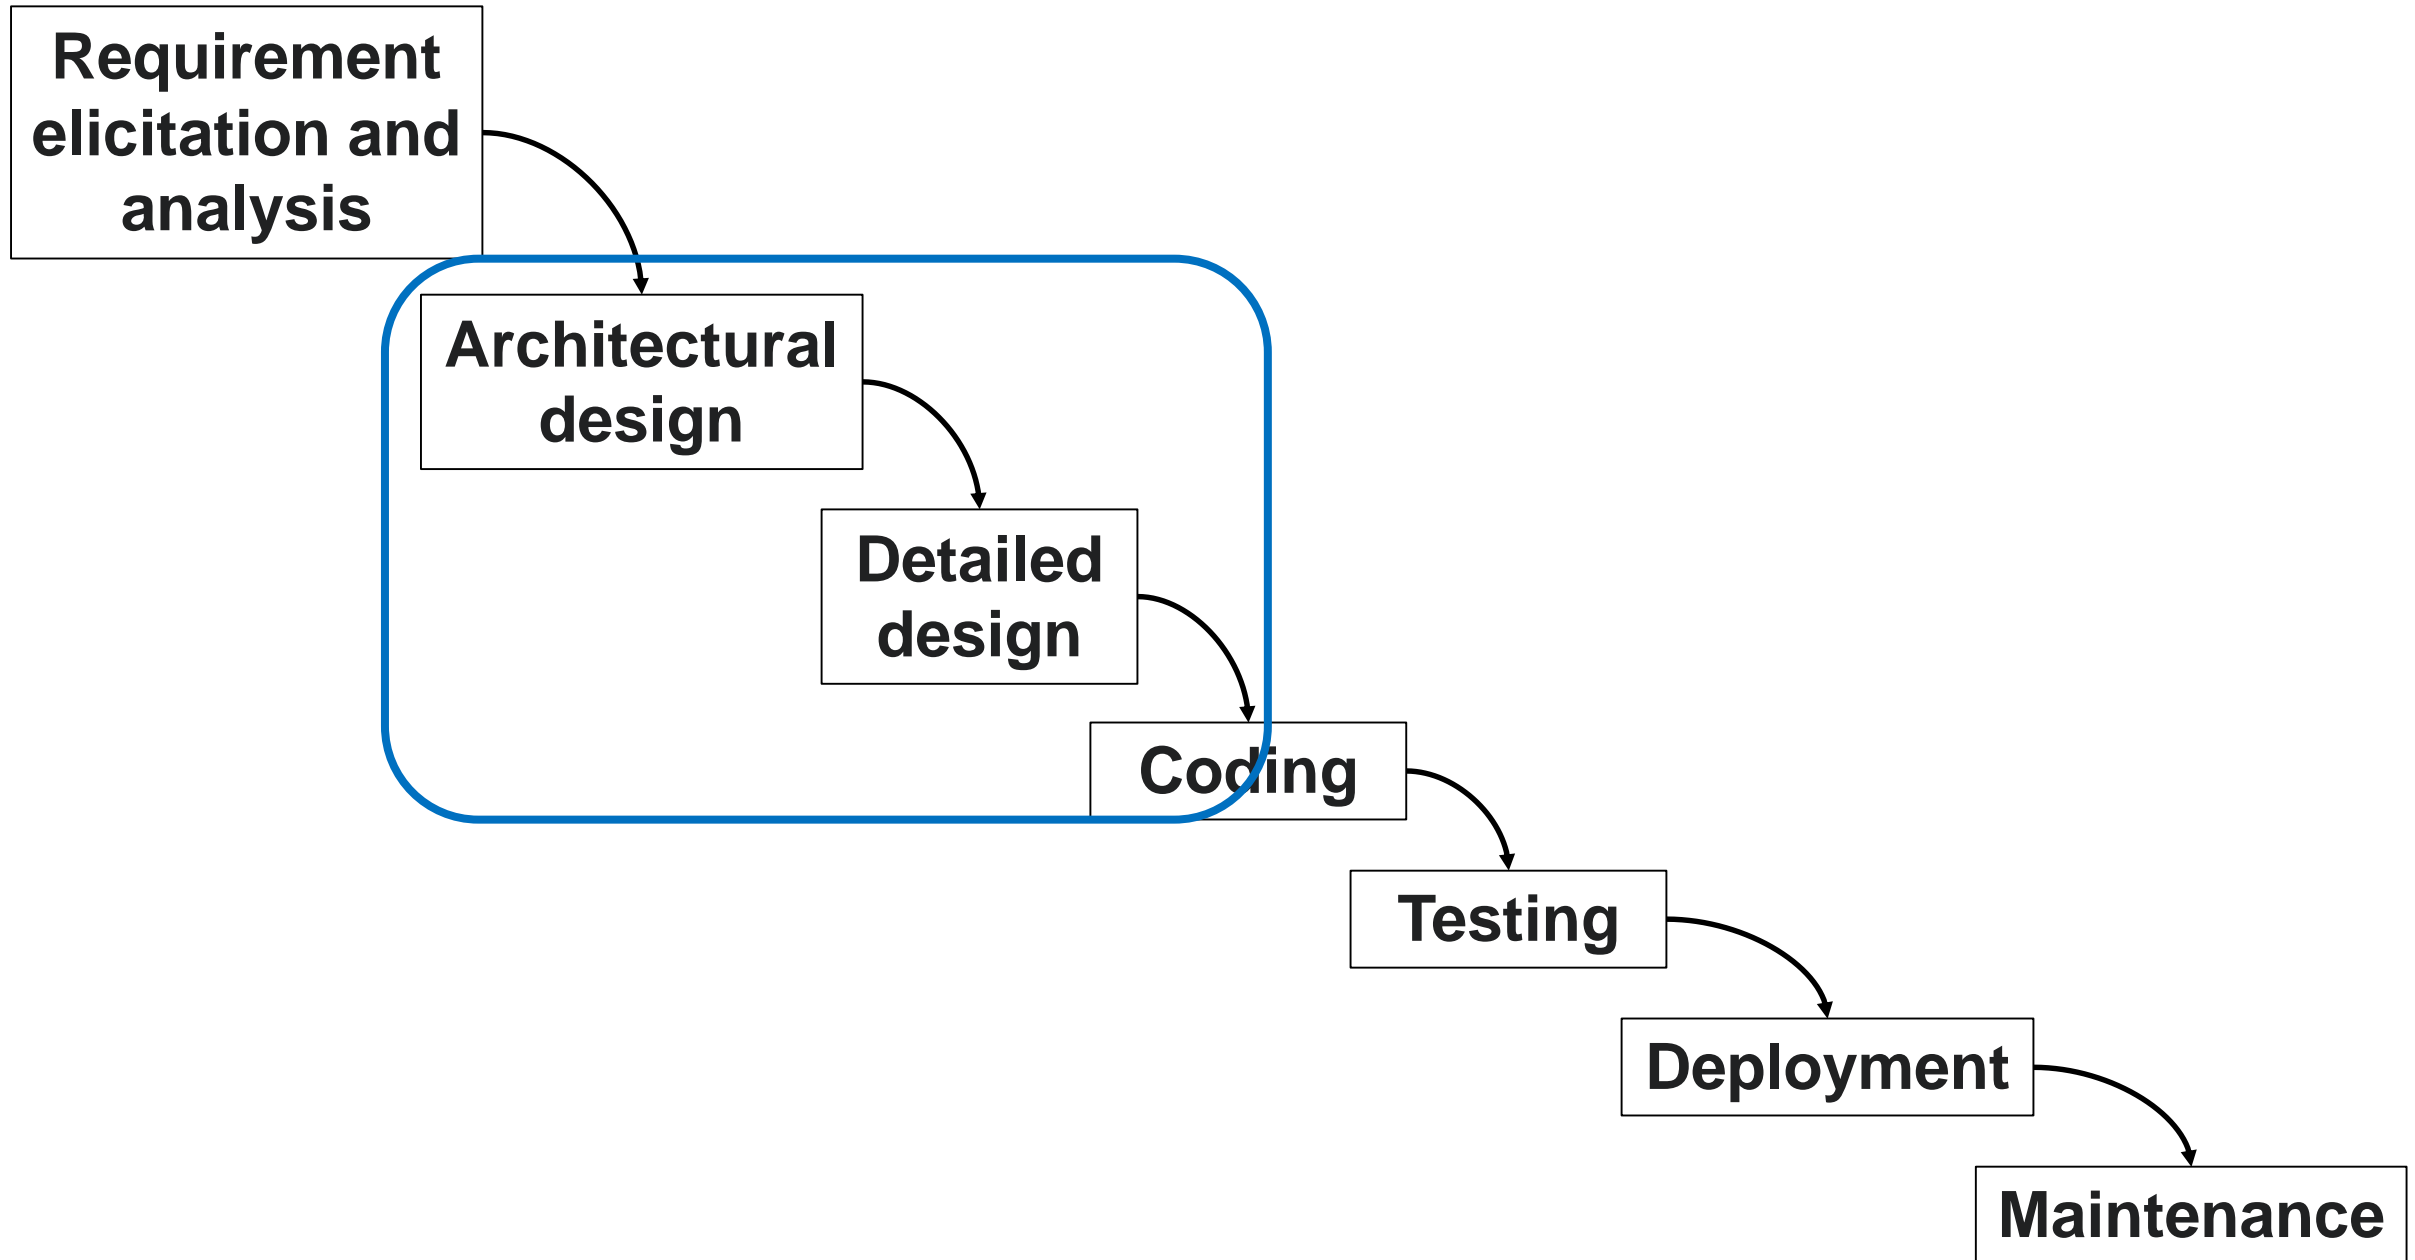 Requirement
elicitation and
analysis
Architectural
design
Detailed
design
Coding
Testing
Deployment
Maintenance